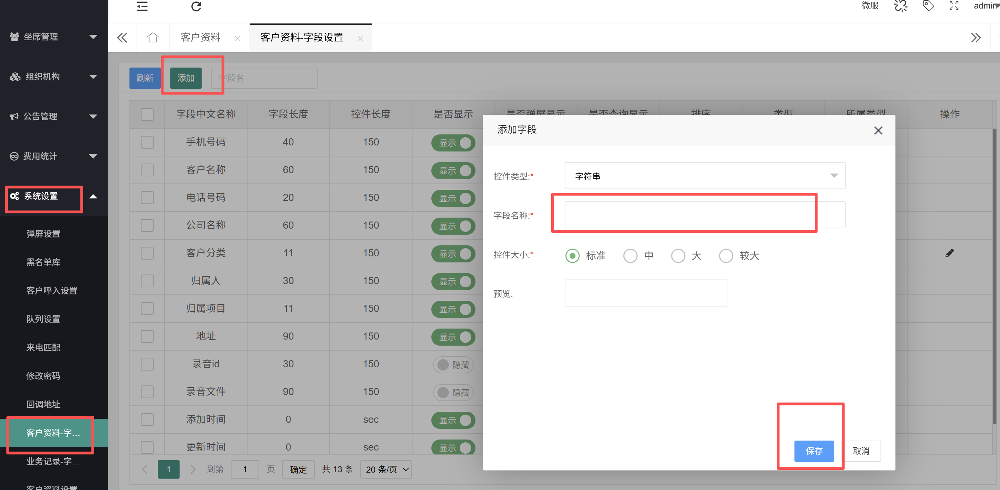 微服
admin
坐席管理
组织机构
公告管理
费用统计
系统设置
弹屏设置
黑名单库
客户呼入设置
队列设置
来电匹配
修改密码
回调地址
客户资料-字...
业务记录-字...
客户资料设置
客户资料
客户资料-字段设置
刷新 添加 字段名
字段中文名称 字段长度 控件长度 是否显示 是否弹屏显示 是否查询显示 排序 类型 所属类型 操作
手机号码 40 150 显示
客户名称 60 150 显示
电话号码 20 150 显示
公司名称 60 150 显示
客户分类 11 150 显示
归属人 30 150 显示
归属项目 11 150 显示
地址 90 150 显示
录音id 30 150 隐藏
录音文件 90 150 隐藏
添加时间 0 sec 显示
更新时间 0 sec 显示
1 到第 1 页 确定 共 13 条 20 条/页
添加字段
控件类型:* 字符串
字段名称:*
控件大小:* 标准 中 大 较大
预览:
保存 取消